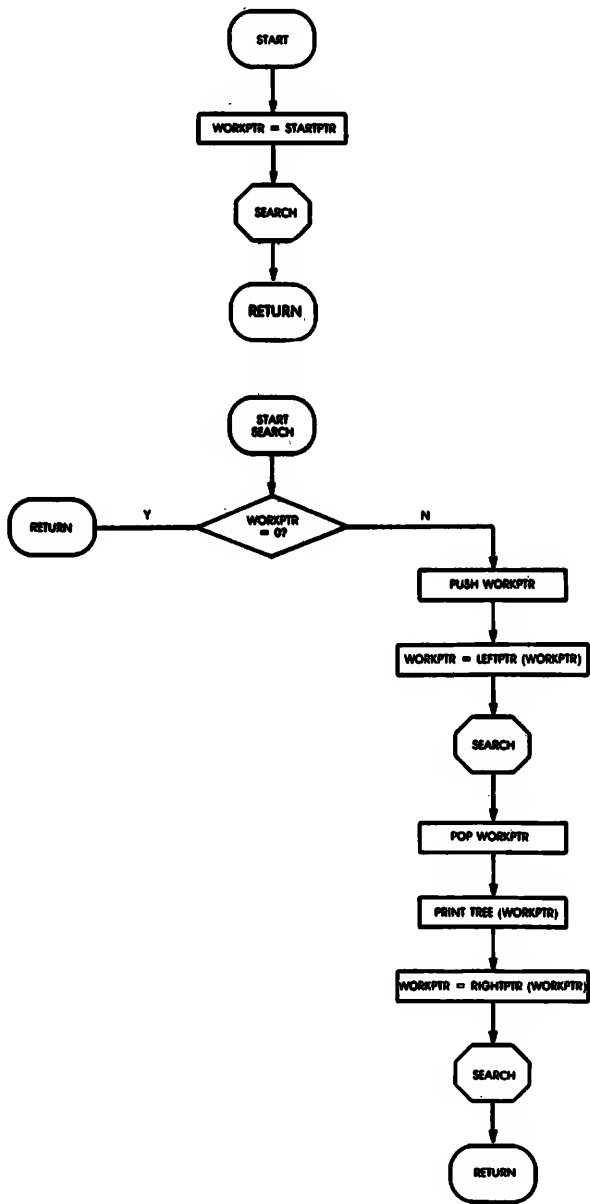 START
WORKPTR = STARTPTR
SEARCH
RETURN
START
SEARCH
WORKPTR
= 0?
Y
N
RETURN
PUSH WORKPTR
WORKPTR = LEFTPTR (WORKPTR)
SEARCH
POP WORKPTR
PRINT TREE (WORKPTR)
WORKPTR = RIGHTPTR (WORKPTR)
SEARCH
RETURN